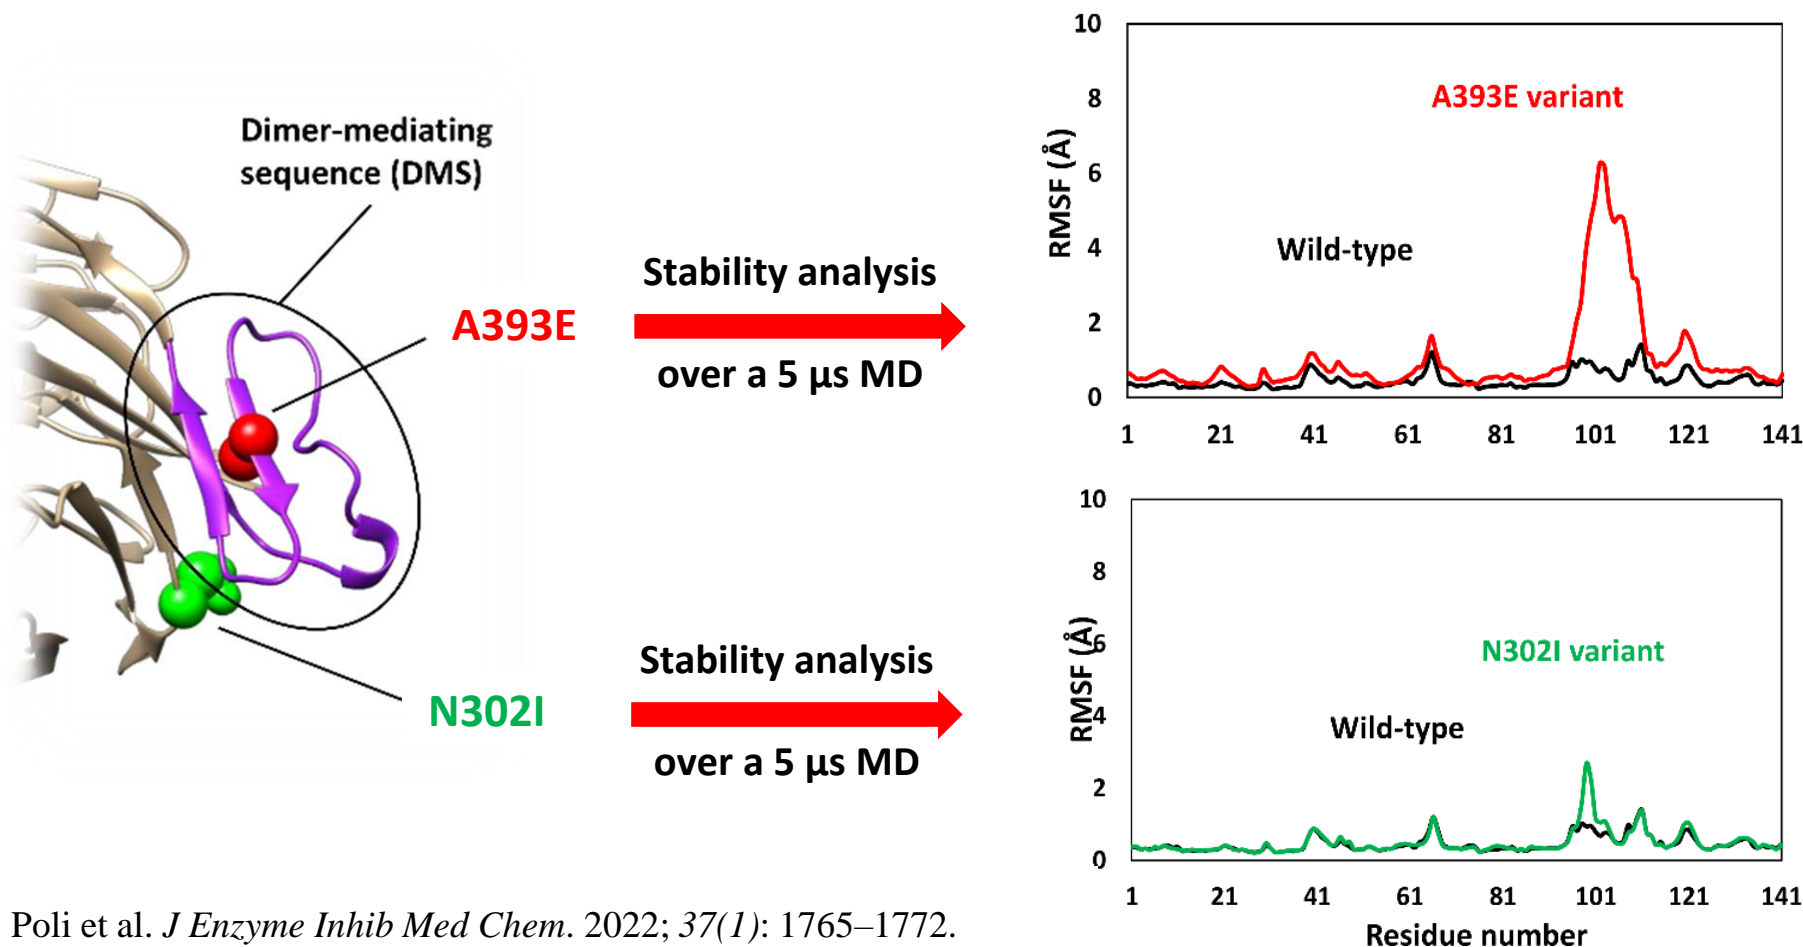 Dimer-mediating
sequence (DMS)
A393E
N302I
Stability analysis
over a 5 µs MD
Stability analysis
over a 5 µs MD
RMSF (Å)
10
8
6
4
2
0
A393E variant
Wild-type
1 21 41 61 81 101 121 141
RMSF (Å)
10
8
6
4
2
0
N302I variant
Wild-type
1 21 41 61 81 101 121 141
Residue number
Poli et al. J Enzyme Inhib Med Chem. 2022; 37(1): 1765–1772.